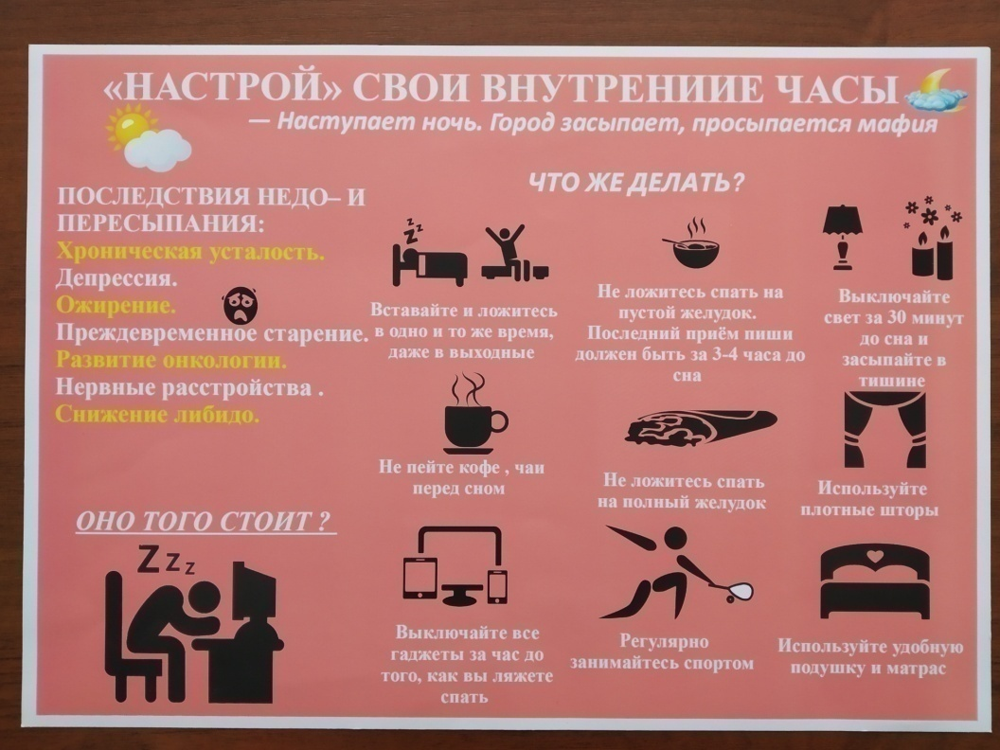 «НАСТРОЙ» СВОИ ВНУТРЕНИИЕ ЧАСЫ
— Наступает ночь. Город засыпает, просыпается мафия
ПОСЛЕДСТВИЯ НЕДО– И
ПЕРЕСЫПАНИЯ:
Хроническая усталость.
Депрессия.
Ожирение.
Преждевременное старение.
Развитие онкологии.
Нервные расстройства .
Снижение либидо.
ОНО ТОГО СТОИТ ?
Z Z Z
ЧТО ЖЕ ДЕЛАТЬ?
z z z
Вставайте и ложитесь
в одно и то же время,
даже в выходные
Не ложитесь спать на
пустой желудок.
Последний приём пиши
должен быть за 3-4 часа до
сна
Выключайте
свет за 30 минут
до сна и
засыпайте в
тишине
Не пейте кофе , чаи
перед сном
Не ложитесь спать
на полный желудок
Используйте
плотные шторы
Выключайте все
гаджеты за час до
того, как вы ляжете
спать
Регулярно
занимайтесь спортом
Используйте удобную
подушку и матрас